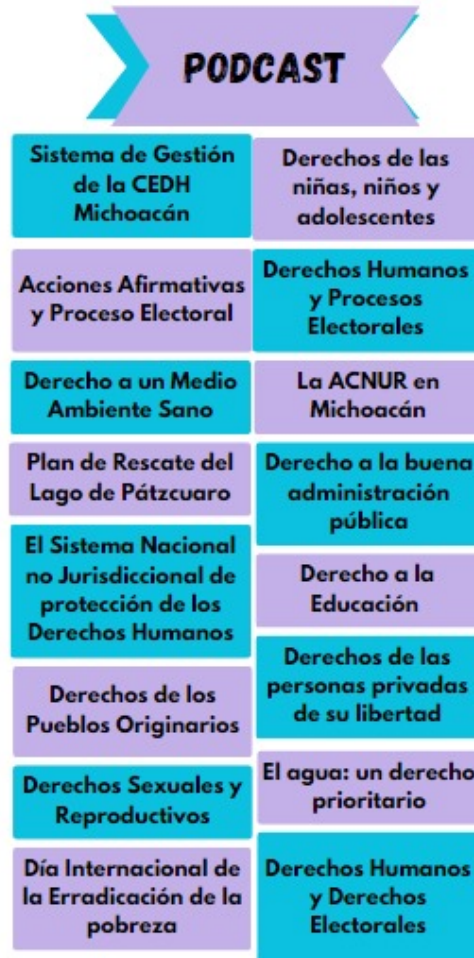 PODCAST
Sistema de Gestión
de la CEDH
Michoacán
Acciones Afirmativas
y Proceso Electoral
Derecho a un Medio
Ambiente Sano
Plan de Rescate del
Lago de Pátzcuaro
El Sistema Nacional
no Jurisdiccional de
protección de los
Derechos Humanos
Derechos de los
Pueblos Originarios
Derechos Sexuales y
Reproductivos
Día Internacional de
la Erradicación de la
pobreza
Derechos de las
niñas, niños y
adolescentes
Derechos Humanos
y Procesos
Electorales
La ACNUR en
Michoacán
Derecho a la buena
administración
pública
Derecho a la
Educación
Derechos de las
personas privadas
de su libertad
El agua: un derecho
prioritario
Derechos Humanos
y Derechos
Electorales